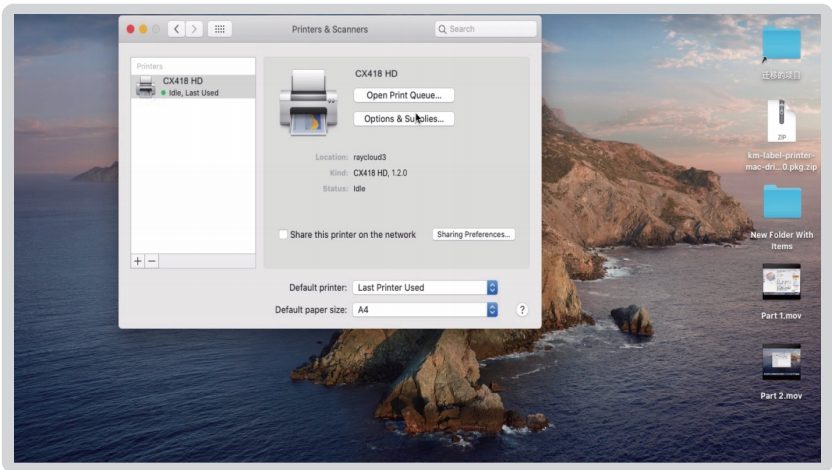 Printers & Scanners
Search
Printers
CX418 HD
Idle, Last Used
CX418 HD
Open Print Queue...
Options & Supplies...
Location: raycloud3
Kind: CX418 HD, 1.2.0
Status: Idle
Share this printer on the network
Sharing Preferences...
Default printer: Last Printer Used
Default paper size: A4
?
迁移的项目
ZIP
km-label-printer-
mac-dri...0.pkg.zip
New Folder With
Items
Part 1.mov
Part 2.mov